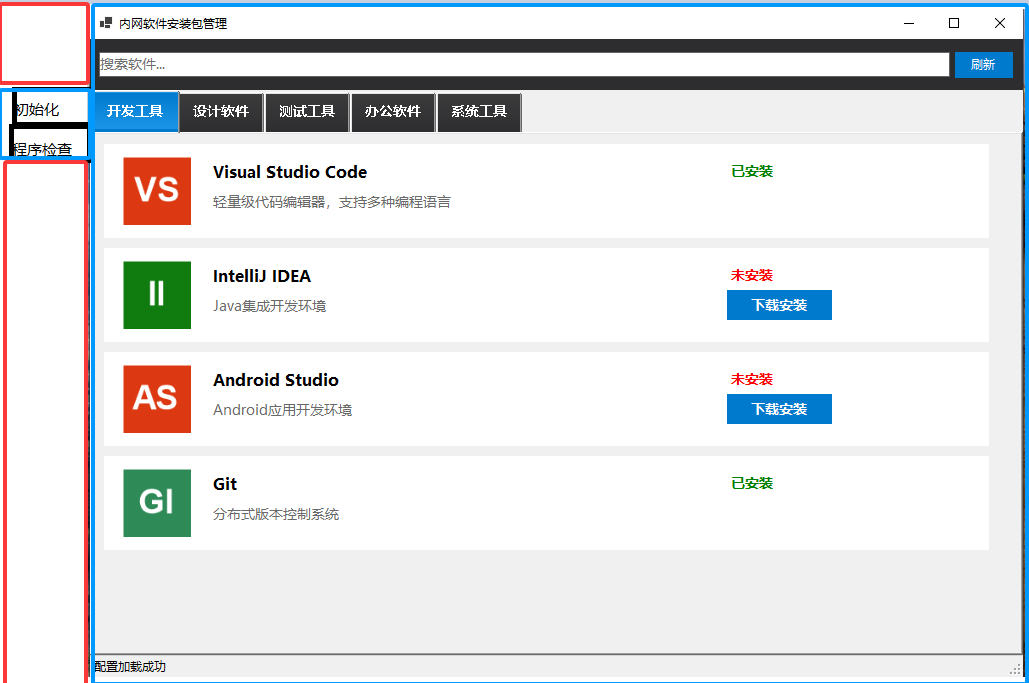 内网软件安装包管理
搜索软件...
刷新
初始化
程序检查
开发工具
设计软件
测试工具
办公软件
系统工具
VS
Visual Studio Code
已安装
轻量级代码编辑器，支持多种编程语言
II
IntelliJ IDEA
未安装
Java集成开发环境
下载安装
AS
Android Studio
未安装
Android应用开发环境
下载安装
GI
Git
已安装
分布式版本控制系统
配置加载成功